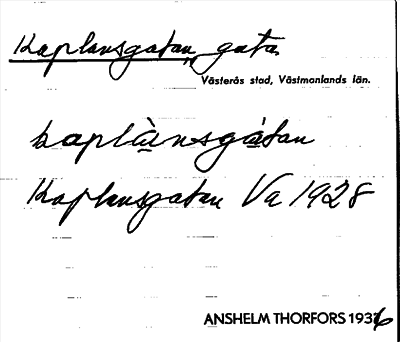 Kaplansgatan, gata.
Västerås stad, Västmanlands län.
kaplànsgàtan
Kaplansgatan Va 1928
ANSHELM THORFORS 1936